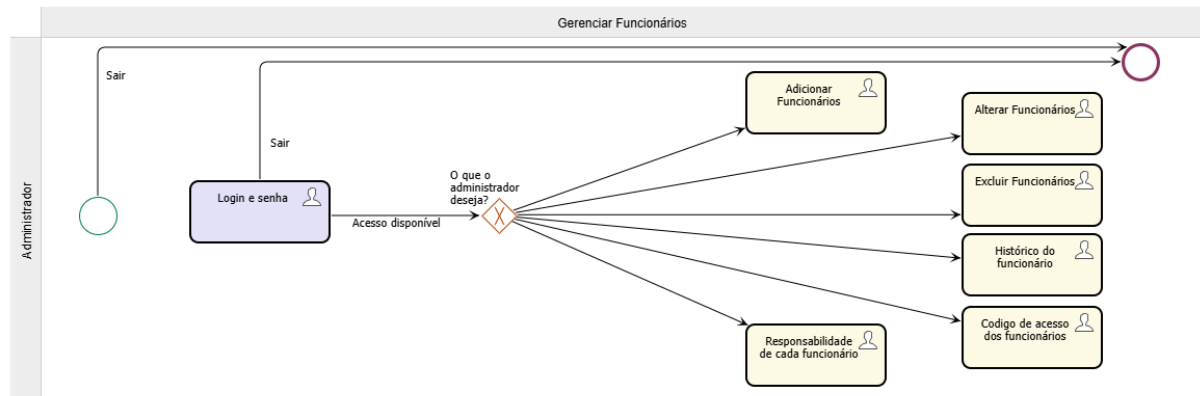 Gerenciar Funcionários
Administrador
Sair
Sair
Login e senha
Acesso disponível
O que o
administrador
deseja?
Adicionar
Funcionários
Alterar Funcionários
Excluir Funcionários
Histórico do
funcionário
Codigo de acesso
dos funcionários
Responsabilidade
de cada funcionário